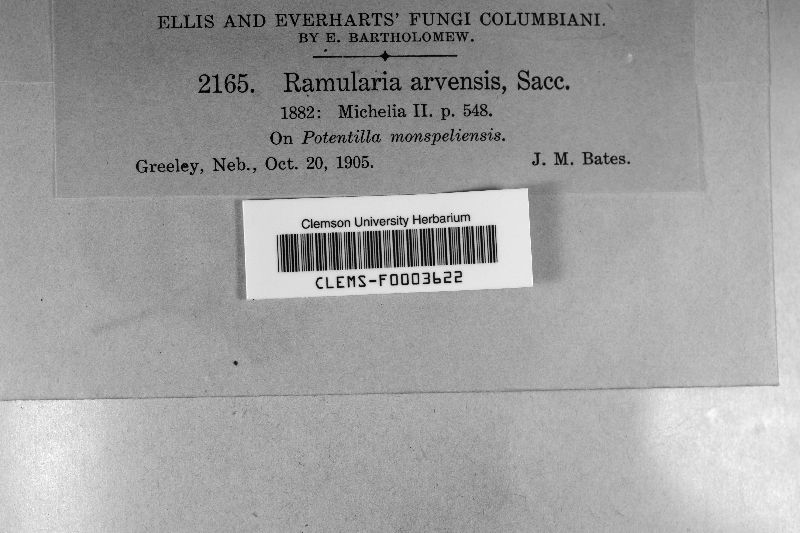 ELLIS AND EVERHARTS' FUNGI COLUMBIANI.
BY E. BARTHOLOMEW.
2165. Ramularia arvensis, Sacc.
1882: Michelia II. p. 548.
On Potentilla monspeliensis.
Greeley, Neb., Oct. 20, 1905. J. M. Bates.
Clemson University Herbarium
CLEMS-F0003622